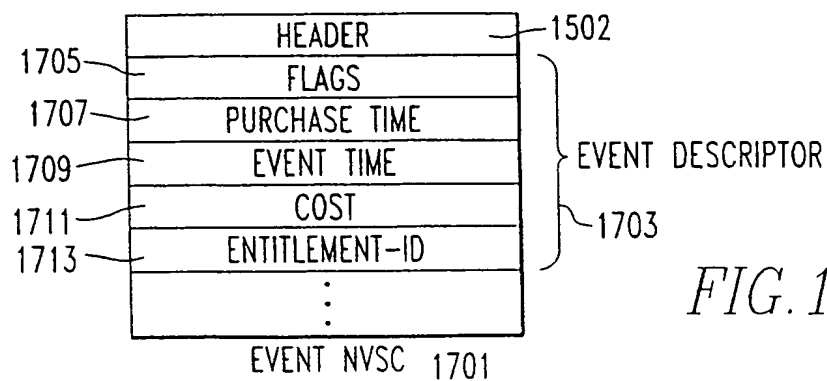 HEADER 1502
1705 FLAGS
1707 PURCHASE TIME
1709 EVENT TIME
EVENT DESCRIPTOR
1711 COST
1703
1713 ENTITLEMENT-ID
FIG. 1
EVENT NVSC 1701